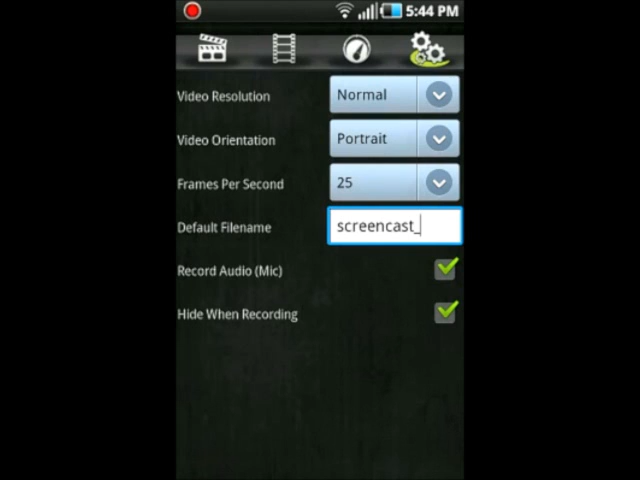 5:44 PM
Video Resolution Normal
Video Orientation Portrait
Frames Per Second 25
Default Filename screencast_
Record Audio (Mic)
Hide When Recording